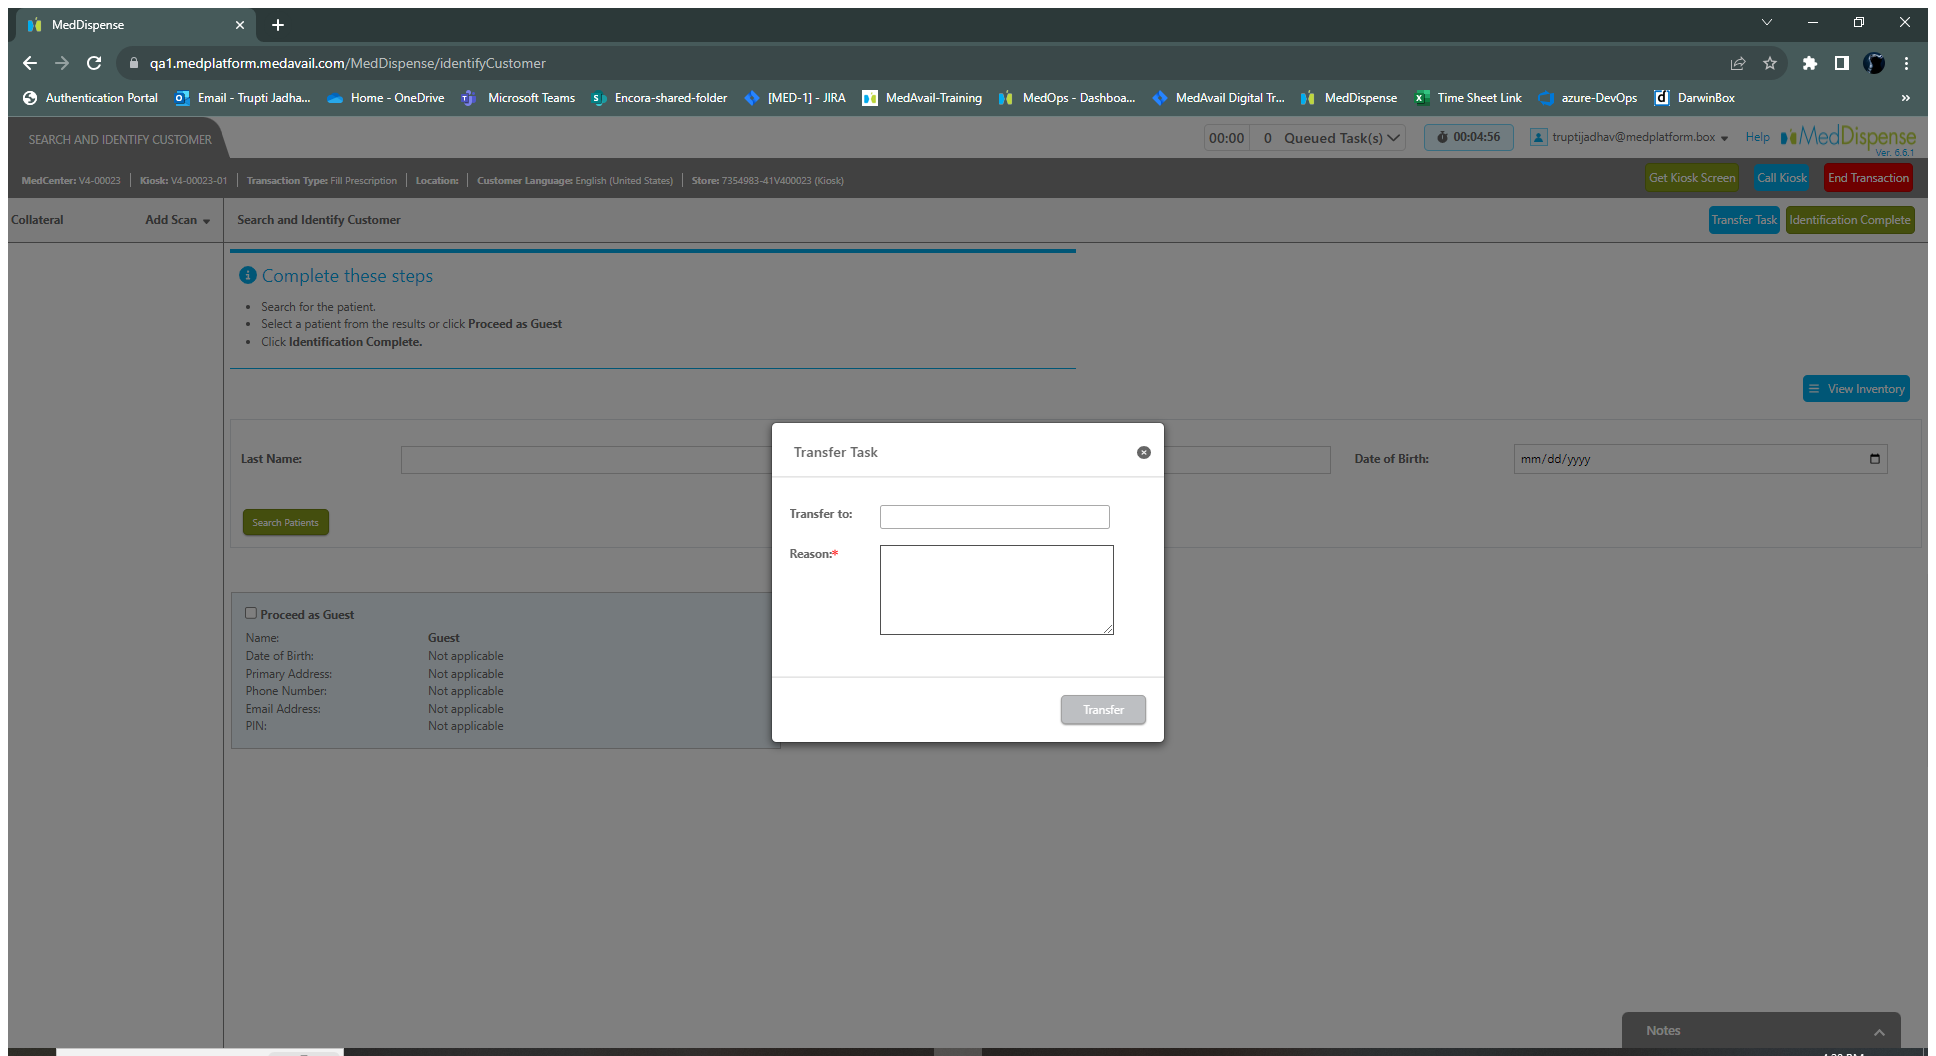 MedDispense
qa1.medplatform.medavail.com/MedDispense/identifyCustomer
Authentication Portal
Email - Trupti Jadha...
Home - OneDrive
Microsoft Teams
Encora-shared-folder
[MED-1] - JIRA
MedAvail-Training
MedOps - Dashboa...
MedAvail Digital Tr...
MedDispense
Time Sheet Link
azure-DevOps
DarwinBox
»
SEARCH AND IDENTIFY CUSTOMER
00:00 0 Queued Task(s)
00:04:56
truptijadhav@medplatform.box
Help
MedDispense
Ver. 6.6.1
MedCenter: V4-00023
Kiosk: V4-00023-01
Transaction Type: Fill Prescription
Location:
Customer Language: English (United States)
Store: 7354983-41V400023 (Kiosk)
Get Kiosk Screen
Call Kiosk
End Transaction
Collateral
Add Scan
Search and Identify Customer
Transfer Task
Identification Complete
Complete these steps
• Search for the patient.
• Select a patient from the results or click Proceed as Guest
• Click Identification Complete.
View Inventory
Last Name:
Date of Birth:
mm/dd/yyyy
Search Patients
Transfer Task
Transfer to:
Reason:*
Transfer
Proceed as Guest
Name: Guest
Date of Birth: Not applicable
Primary Address: Not applicable
Phone Number: Not applicable
Email Address: Not applicable
PIN: Not applicable
Notes